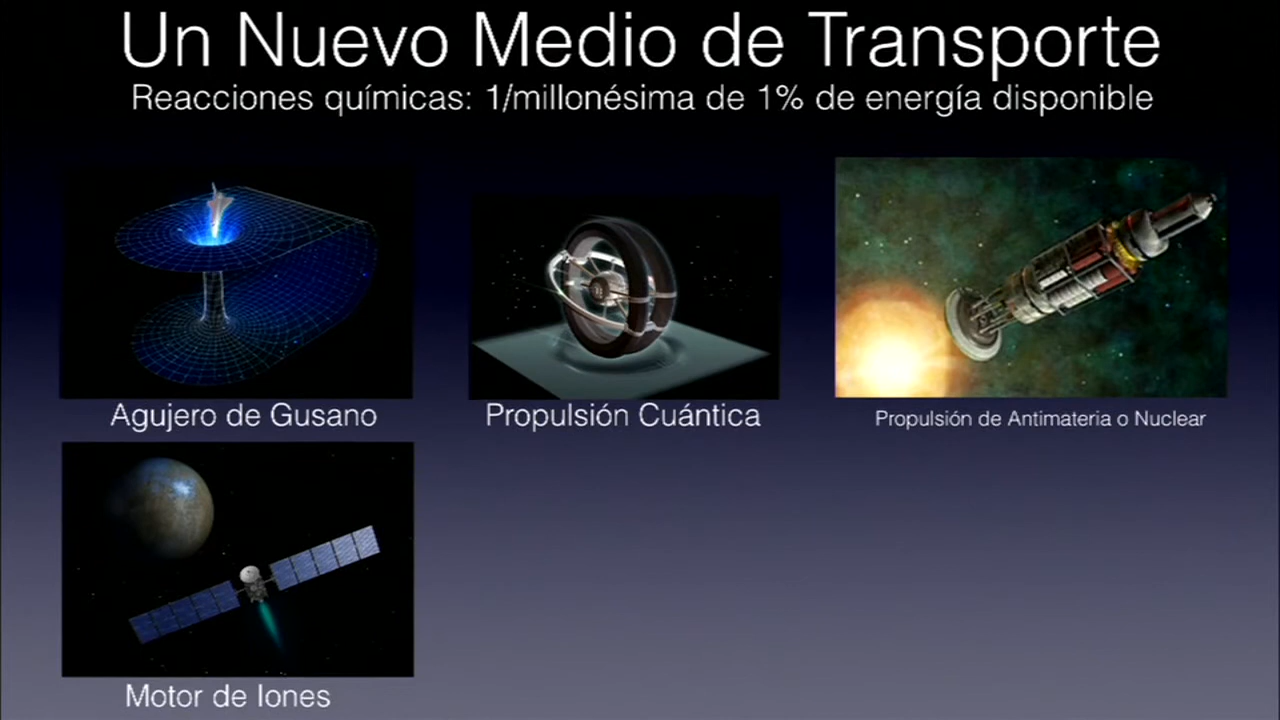 Un Nuevo Medio de Transporte
Reacciones químicas: 1/millonésima de 1% de energía disponible
Agujero de Gusano
Propulsión Cuántica
Propulsión de Antimateria o Nuclear
Motor de Iones